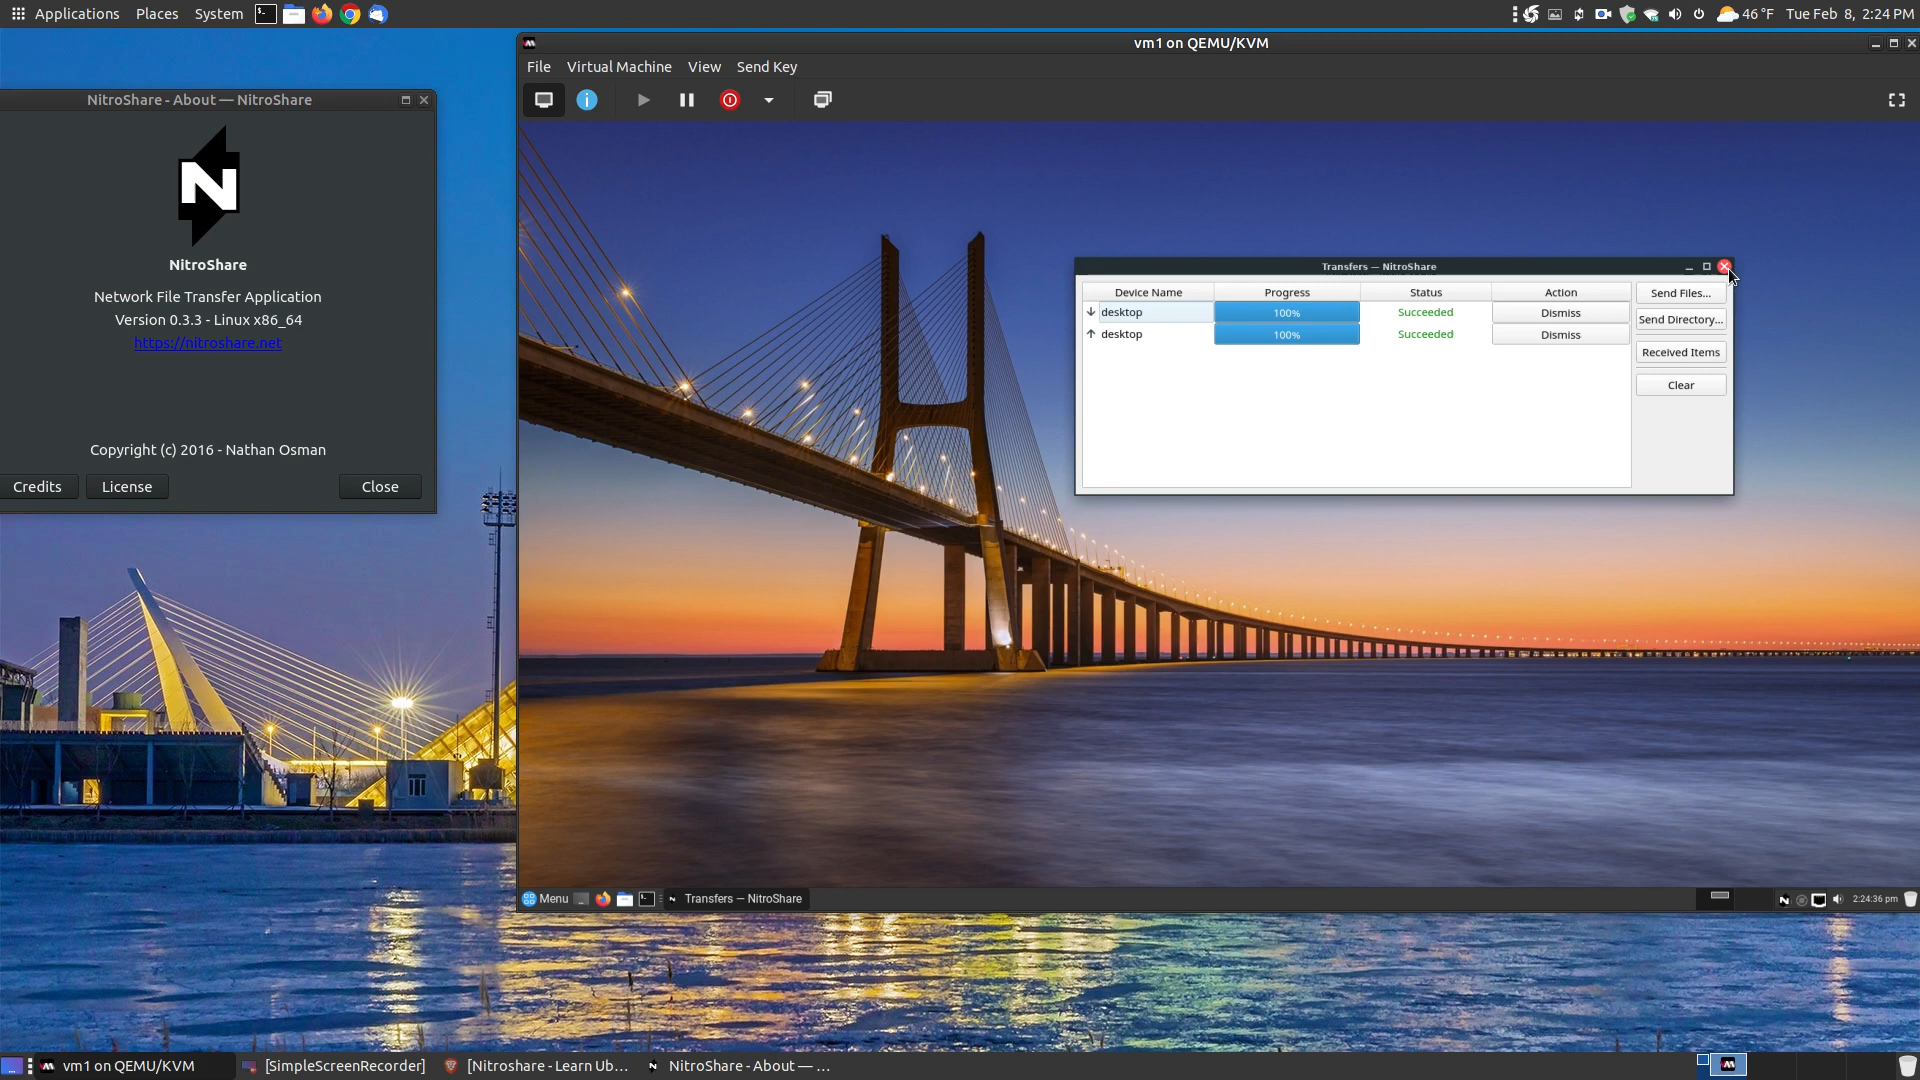 Applications Places System 46 °F Tue Feb 8, 2:24 PM
vm1 on QEMU/KVM
File Virtual Machine View Send Key
NitroShare - About — NitroShare
N
NitroShare
Network File Transfer Application
Version 0.3.3 - Linux x86_64
https://nitroshare.net
Copyright (c) 2016 - Nathan Osman
Credits License Close
Transfers — NitroShare
Device Name Progress Status Action Send Files...
desktop 100% Succeeded Dismiss Send Directory...
desktop 100% Succeeded Dismiss
Received Items
Clear
Menu Transfers — NitroShare 2:24:36 pm
vm1 on QEMU/KVM [SimpleScreenRecorder] [Nitroshare - Learn Ub... NitroShare - About — ...